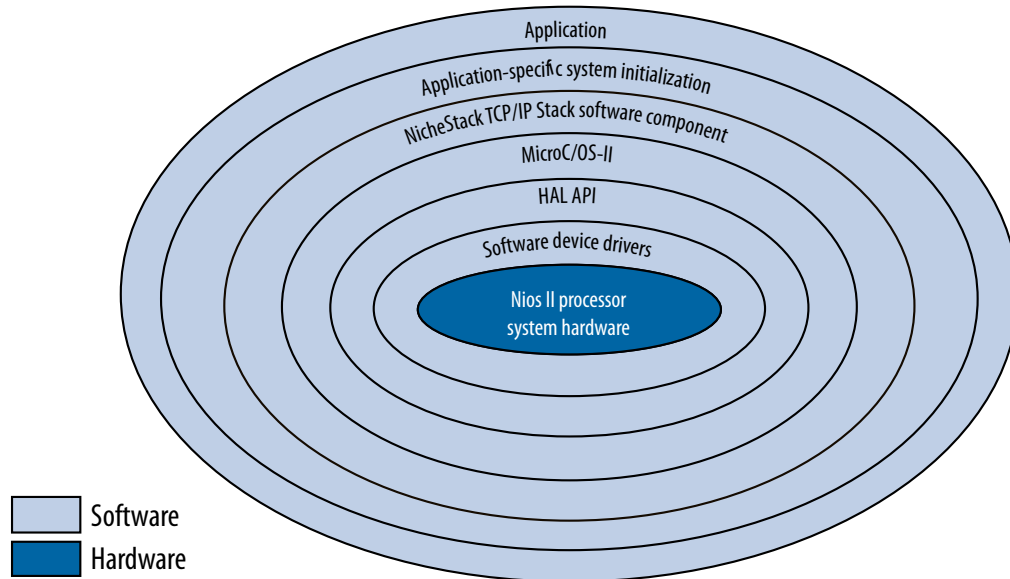 Application
Application-specific system initialization
NicheStack TCP/IP Stack software component
MicroC/OS-II
HAL API
Software device drivers
Nios II processor
system hardware
Software
Hardware